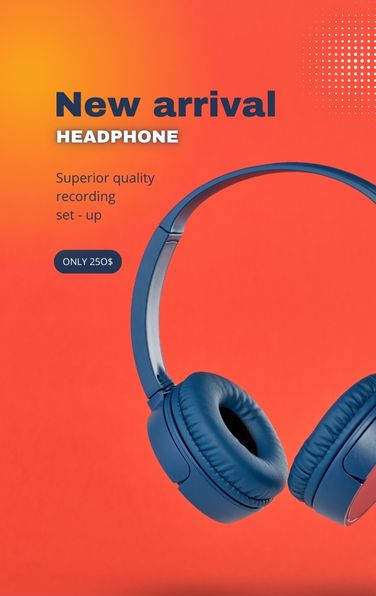 New arrival
HEADPHONE
Superior quality
recording
set - up
ONLY 250$